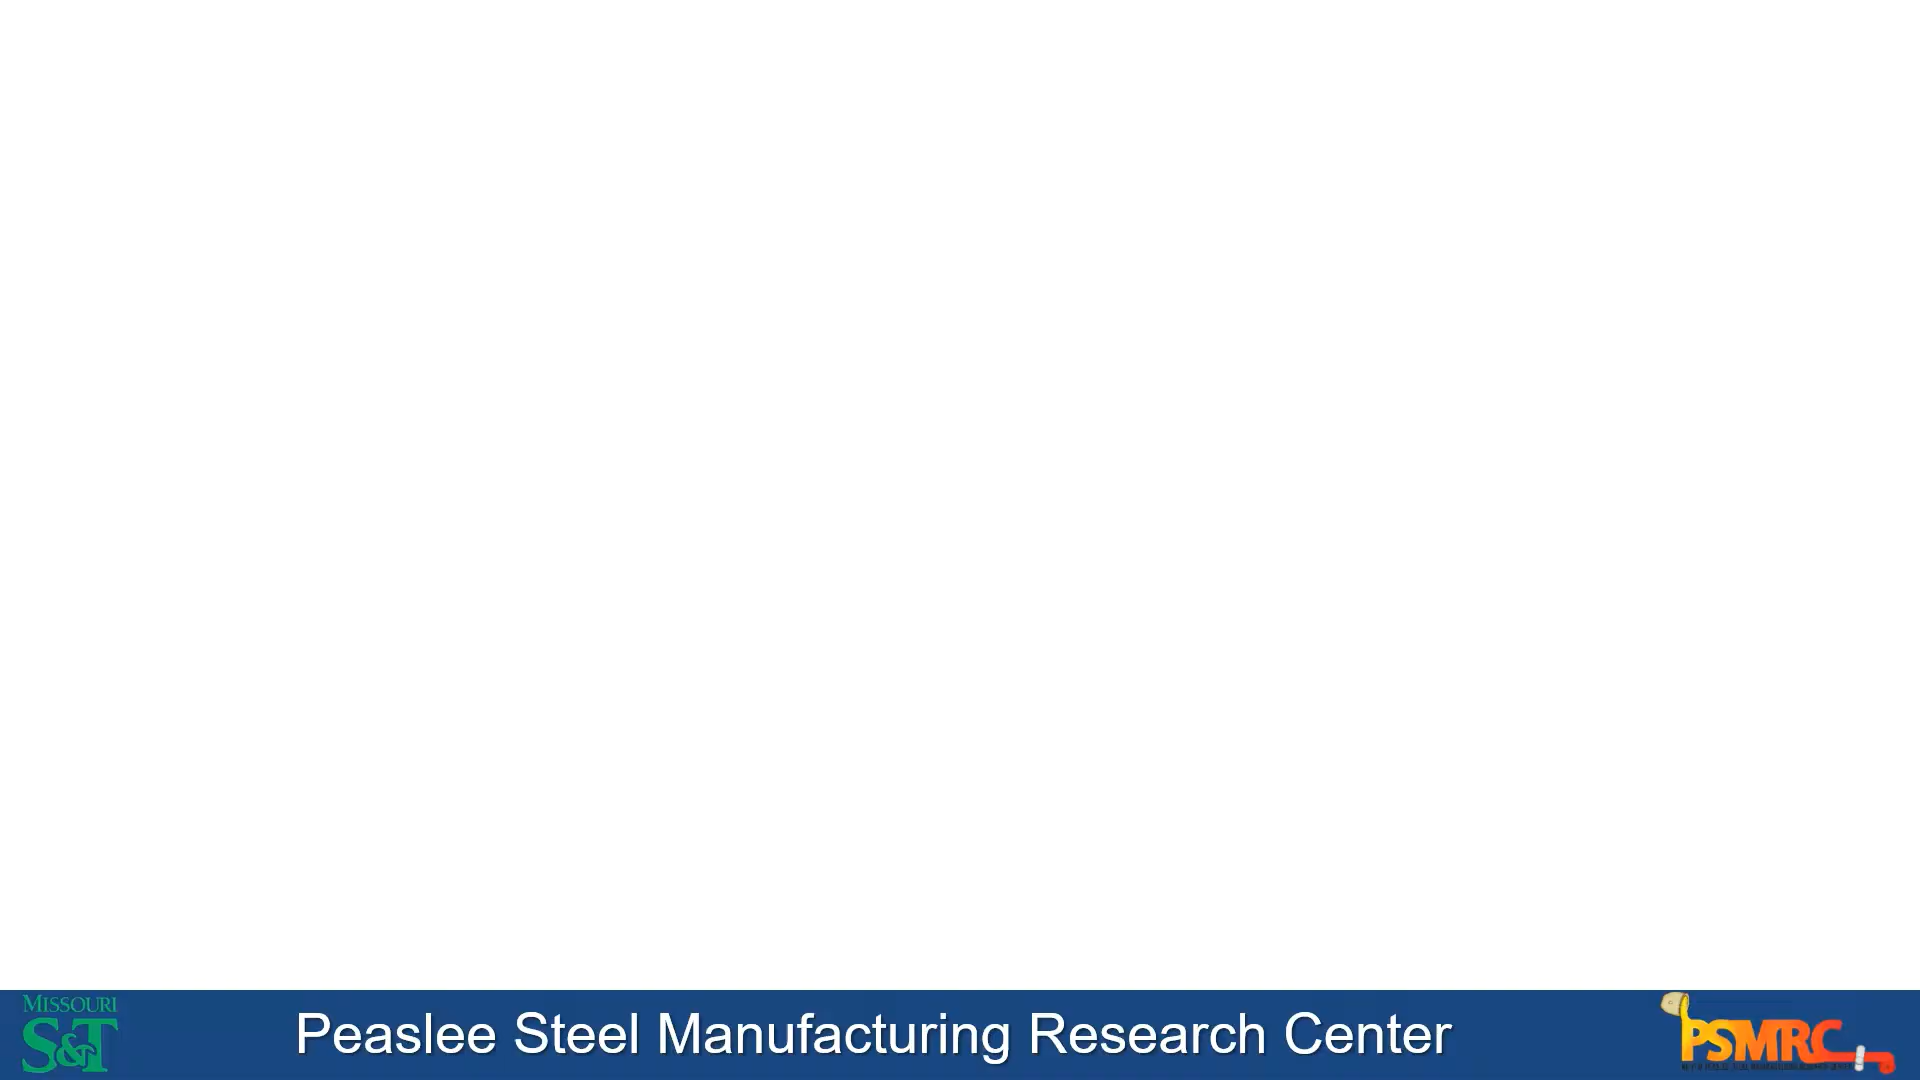 MISSOURI
S&T
Peaslee Steel Manufacturing Research Center
PSMRC